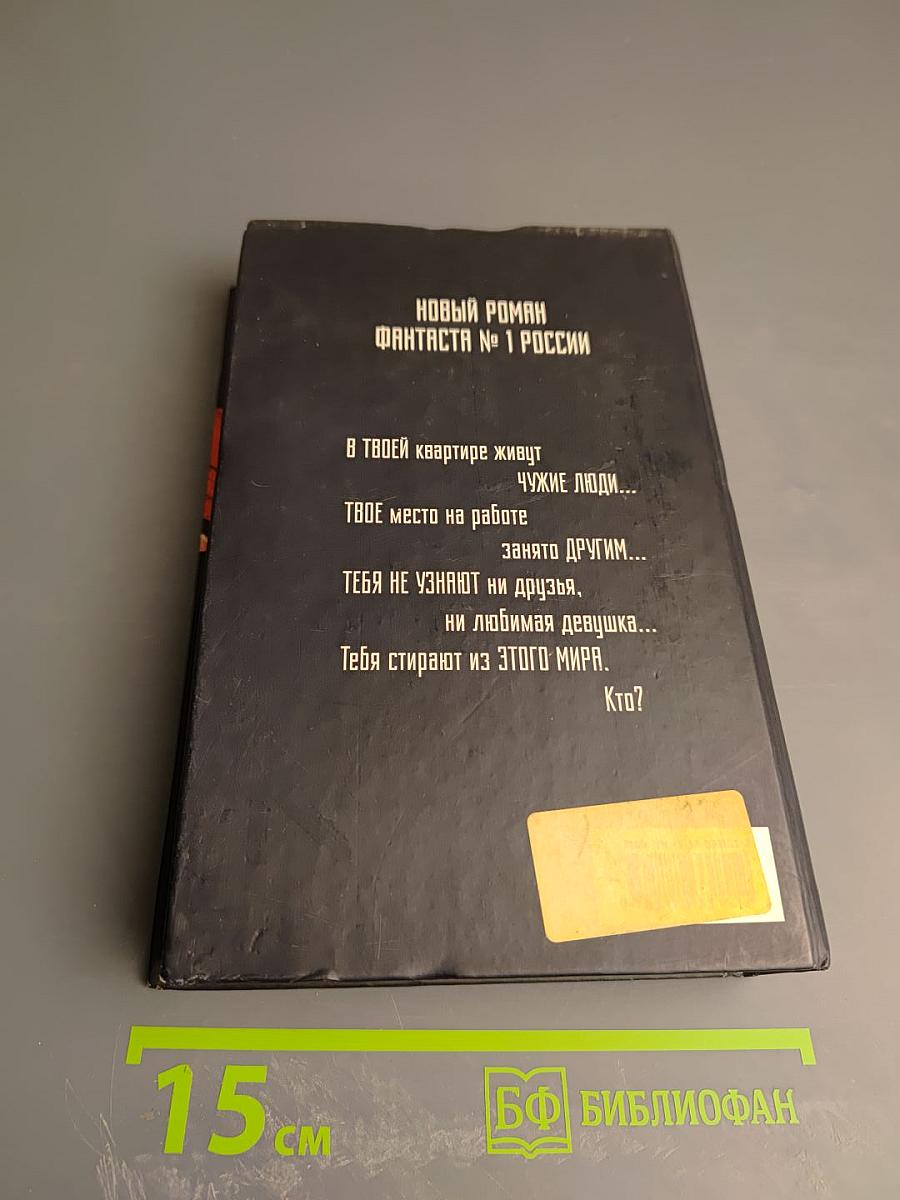 НОВЫЙ РОМАН
ФАНТАСТА № 1 РОССИИ
В ТВОЕЙ квартире живут
ЧУЖИЕ ЛЮДИ...
ТВОЕ место на работе
занято ДРУГИМ...
ТЕБЯ НЕ УЗНАЮТ ни друзья,
ни любимая девушка...
Тебя стирают из ЭТОГО МИРА.
Кто?
15 см
БФ БИБЛИОФАН